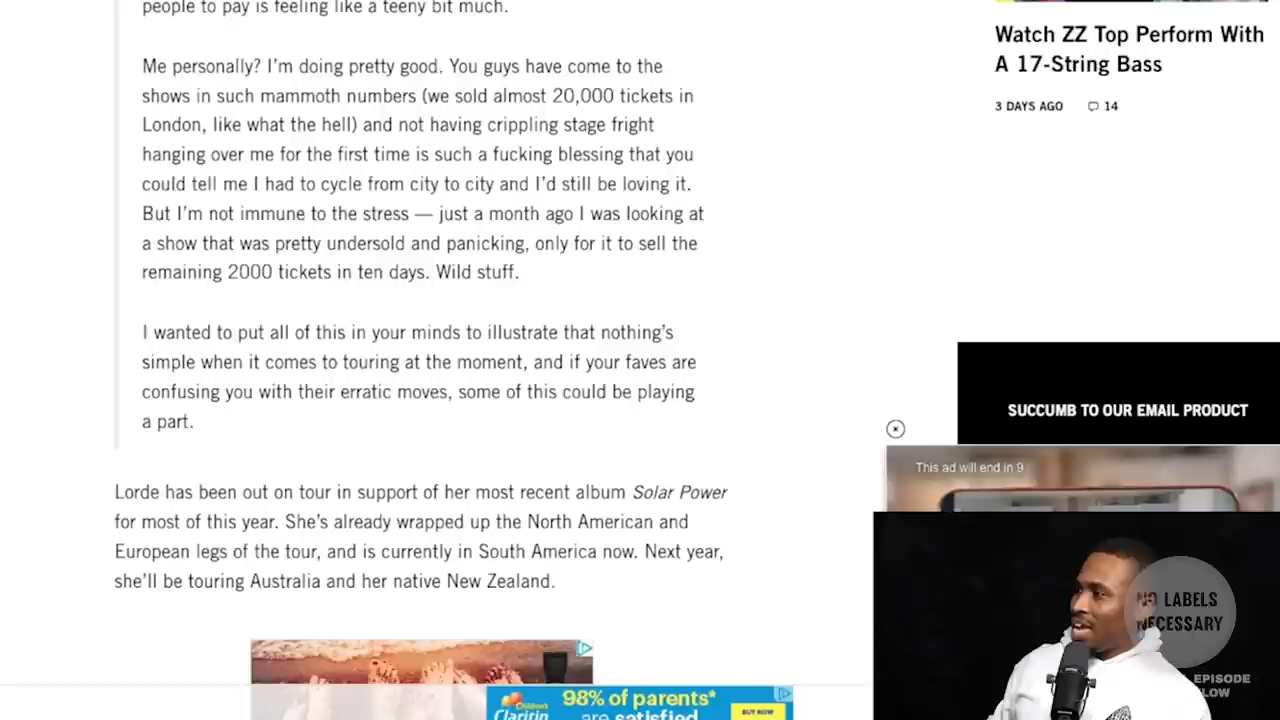 people to pay is feeling like a teeny bit much.
Me personally? I'm doing pretty good. You guys have come to the
shows in such mammoth numbers (we sold almost 20,000 tickets in
London, like what the hell) and not having crippling stage fright
hanging over me for the first time is such a fucking blessing that you
could tell me I had to cycle from city to city and I'd still be loving it.
But I'm not immune to the stress — just a month ago I was looking at
a show that was pretty undersold and panicking, only for it to sell the
remaining 2000 tickets in ten days. Wild stuff.
I wanted to put all of this in your minds to illustrate that nothing's
simple when it comes to touring at the moment, and if your faves are
confusing you with their erratic moves, some of this could be playing
a part.
Lorde has been out on tour in support of her most recent album Solar Power
for most of this year. She's already wrapped up the North American and
European legs of the tour, and is currently in South America now. Next year,
she'll be touring Australia and her native New Zealand.
Watch ZZ Top Perform With
A 17-String Bass
3 DAYS AGO 14
SUCCUMB TO OUR EMAIL PRODUCT
This ad will end in 9
NO LABELS
NECESSARY
EPISODE
LOW
Children's
Claritin
98% of parents*
are satisfied
BUY NOW